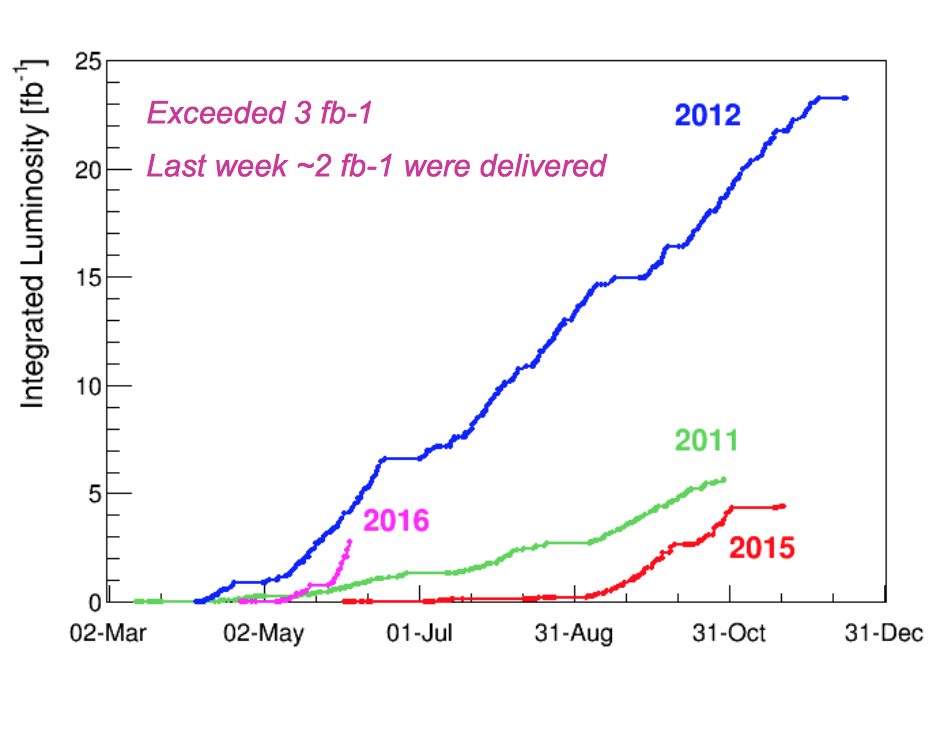 Integrated Luminosity [fb⁻¹]
25
20
15
10
5
0
Exceeded 3 fb-1
Last week ~2 fb-1 were delivered
2012
2011
2016
2015
02-Mar
02-May
01-Jul
31-Aug
31-Oct
31-Dec